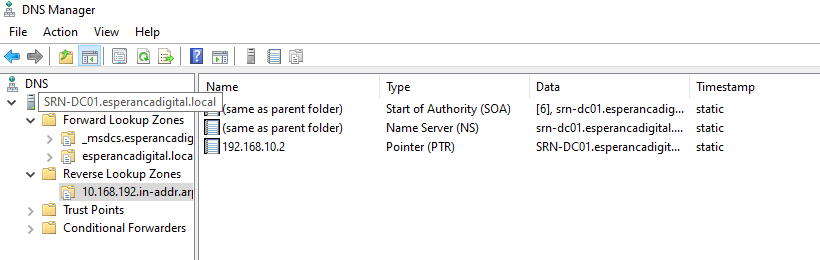 DNS Manager
File Action View Help
DNS
SRN-DC01.esperancadigital.local
Forward Lookup Zones
_msdcs.esperancadig
esperancadigital.loca
Reverse Lookup Zones
10.168.192.in-addr.arp
Trust Points
Conditional Forwarders
Name Type Data Timestamp
(same as parent folder) Start of Authority (SOA) [6], srn-dc01.esperancadig... static
(same as parent folder) Name Server (NS) srn-dc01.esperancadigital.... static
192.168.10.2 Pointer (PTR) SRN-DC01.esperancadigit... static